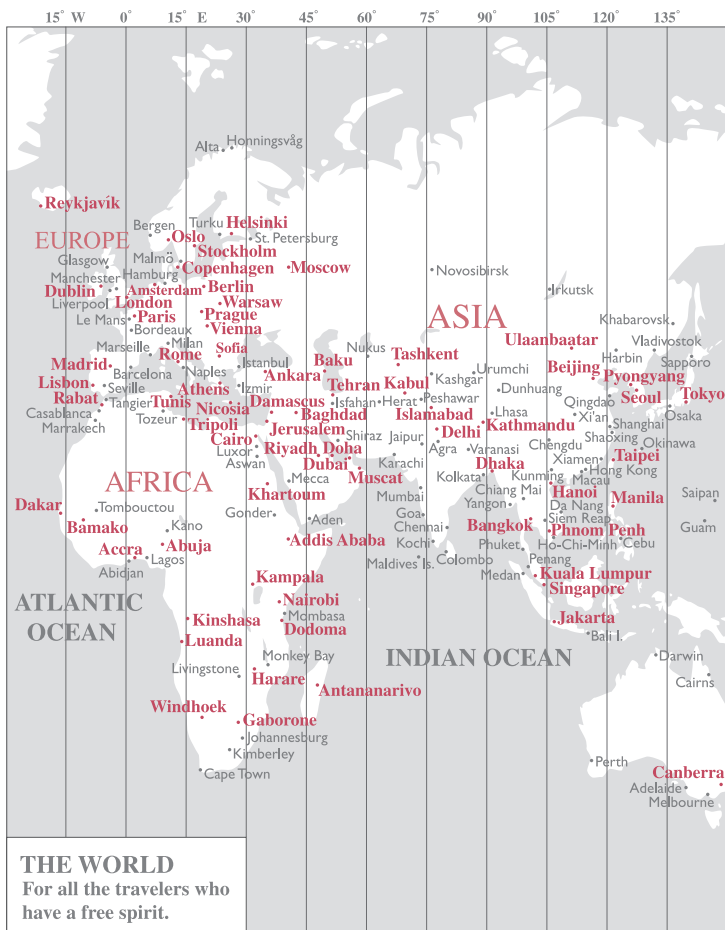 15° W 0° 15° E 30° 45° 60° 75° 90° 105° 120° 135°
Honningsvåg
Alta
Reykjavík
Bergen Turku Helsinki
EUROPE Oslo St. Petersburg
Stockholm
Glasgow Malmö Copenhagen Moscow Novosibirsk
Manchester Hamburg
Dublin Amsterdam Berlin Irkutsk
Liverpool London Warsaw
Le Mans Paris Prague ASIA Khabarovsk
Bordeaux Vienna
Marseille Milan Sofia Ulaanbaatar Vladivostok
Rome Harbin Sapporo
Madrid Barcelona Naples Istanbul Baku Tashkent Urumchi Beijing
Lisbon Seville Athens Izmir Ankara Tehran Kabul Kashgar Dunhuang Pyongyang
Rabat Tangier Tunis Nicosia Damascus Isfahan Herat Peshawar Qingdao Seoul Tokyo
Casablanca Tozeur Baghdad Islamabad Lhasa Xi'an Osaka
Marrakech Tripoli Jerusalem Delhi Kathmandu Shanghai
Cairo Shiraz Jaipur Chengdu Shaoxing Okinawa
Luxor Riyadh Doha Agra Varanasi Xiamen Taipei
Aswan Dubai Karachi Dhaka Kunming Hong Kong
AFRICA Mecca Muscat Kolkata Macau
Khartoum Mumbai Chiang Mai Hanoi Manila Saipan
Dakar Tombouctou Yangon Da Nang
Bamako Kano Gonder Aden Goa Bangkok Siem Reap Guam
Chennai Phnom Penh
Accra Abuja Addis Ababa Kochi Phuket Ho-Chi-Minh Cebu
Abidjan Lagos Maldives Is. Colombo Penang
Medan Kuala Lumpur
Kampala Singapore
ATLANTIC
OCEAN
Nairobi
Kinshasa Mombasa Jakarta
Dodoma
Luanda Bali I.
Monkey Bay INDIAN OCEAN Darwin
Livingstone Harare Cairns
Antananarivo
Windhoek Gaborone
Johannesburg
Kimberley
Cape Town Perth Canberra
Adelaide
Melbourne
THE WORLD
For all the travelers who
have a free spirit.